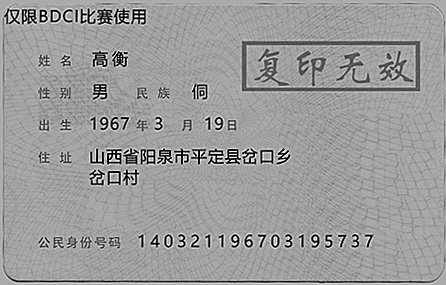 仅限BDCI比赛使用
姓名 高衡
复印无效
性别 男 民族 侗
出生 1967 年 3 月 19 日
住址 山西省阳泉市平定县岔口乡
岔口村
公民身份号码 140321196703195737